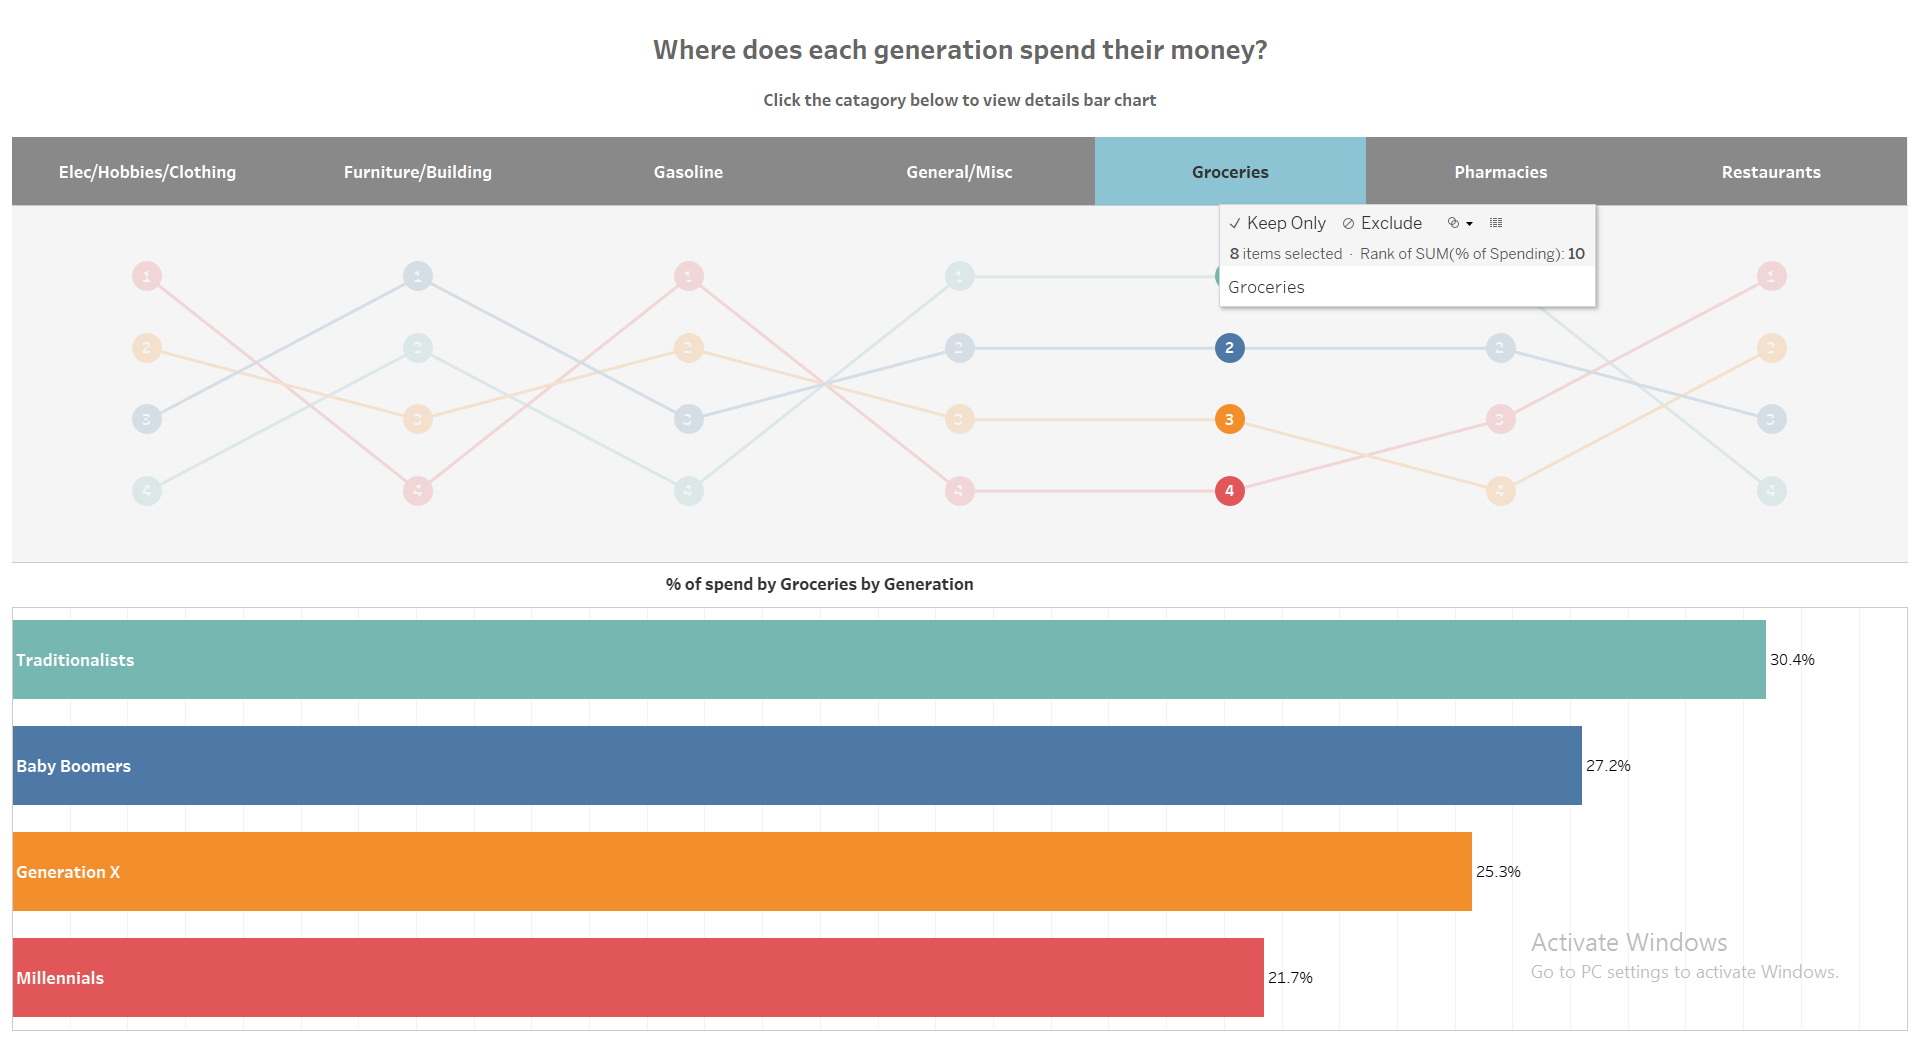 Where does each generation spend their money?
Click the catagory below to view details bar chart
Elec/Hobbies/Clothing Furniture/Building Gasoline General/Misc Groceries Pharmacies Restaurants
Keep Only Exclude
8 items selected · Rank of SUM(% of Spending): 10
Groceries
1 1 1 1 1
2 2 2 2 2 2 2
3 3 3 3 3 3 3
4 4 4 4 4 4 4
% of spend by Groceries by Generation
Traditionalists 30.4%
Baby Boomers 27.2%
Generation X 25.3%
Millennials 21.7%
Activate Windows
Go to PC settings to activate Windows.